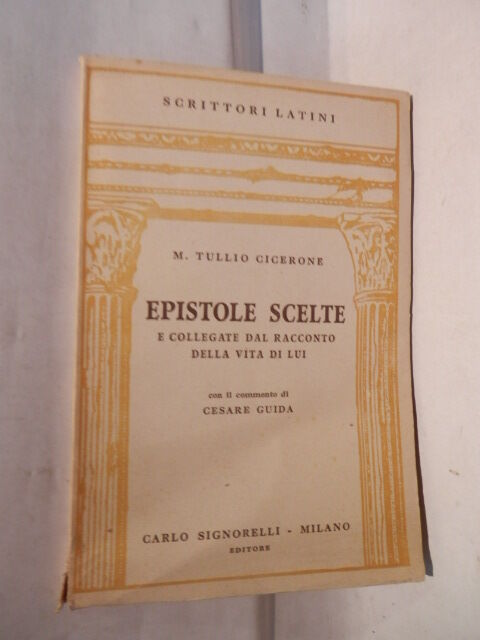 SCRITTORI LATINI
M. TULLIO CICERONE
EPISTOLE SCELTE
E COLLEGATE DAL RACCONTO
DELLA VITA DI LUI
con il commento di
CESARE GUIDA
CARLO SIGNORELLI - MILANO
EDITORE